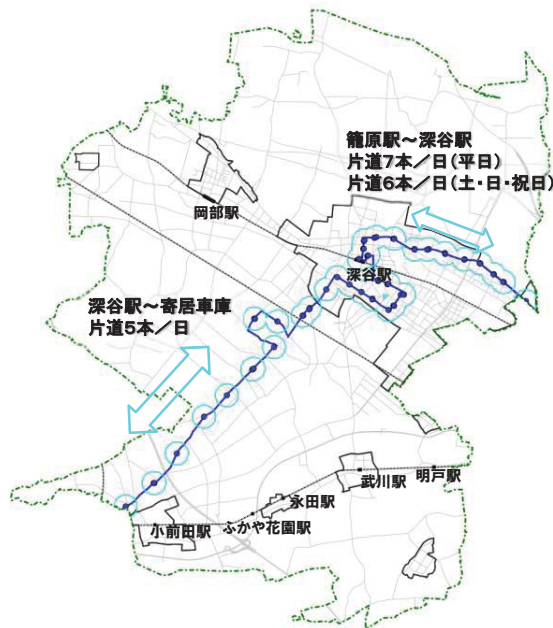 籠原駅～深谷駅
片道7本／日(平日)
片道6本／日(土・日・祝日)
岡部駅
深谷駅
深谷駅～寄居車庫
片道5本／日
明戸駅
武川駅
永田駅
ふかや花園駅
小前田駅